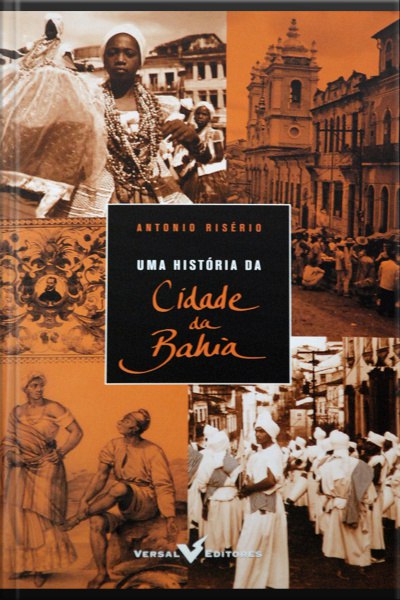 ANTONIO RISÉRIO
UMA HISTÓRIA DA
Cidade
da
Bahia
VERSAL EDITORES